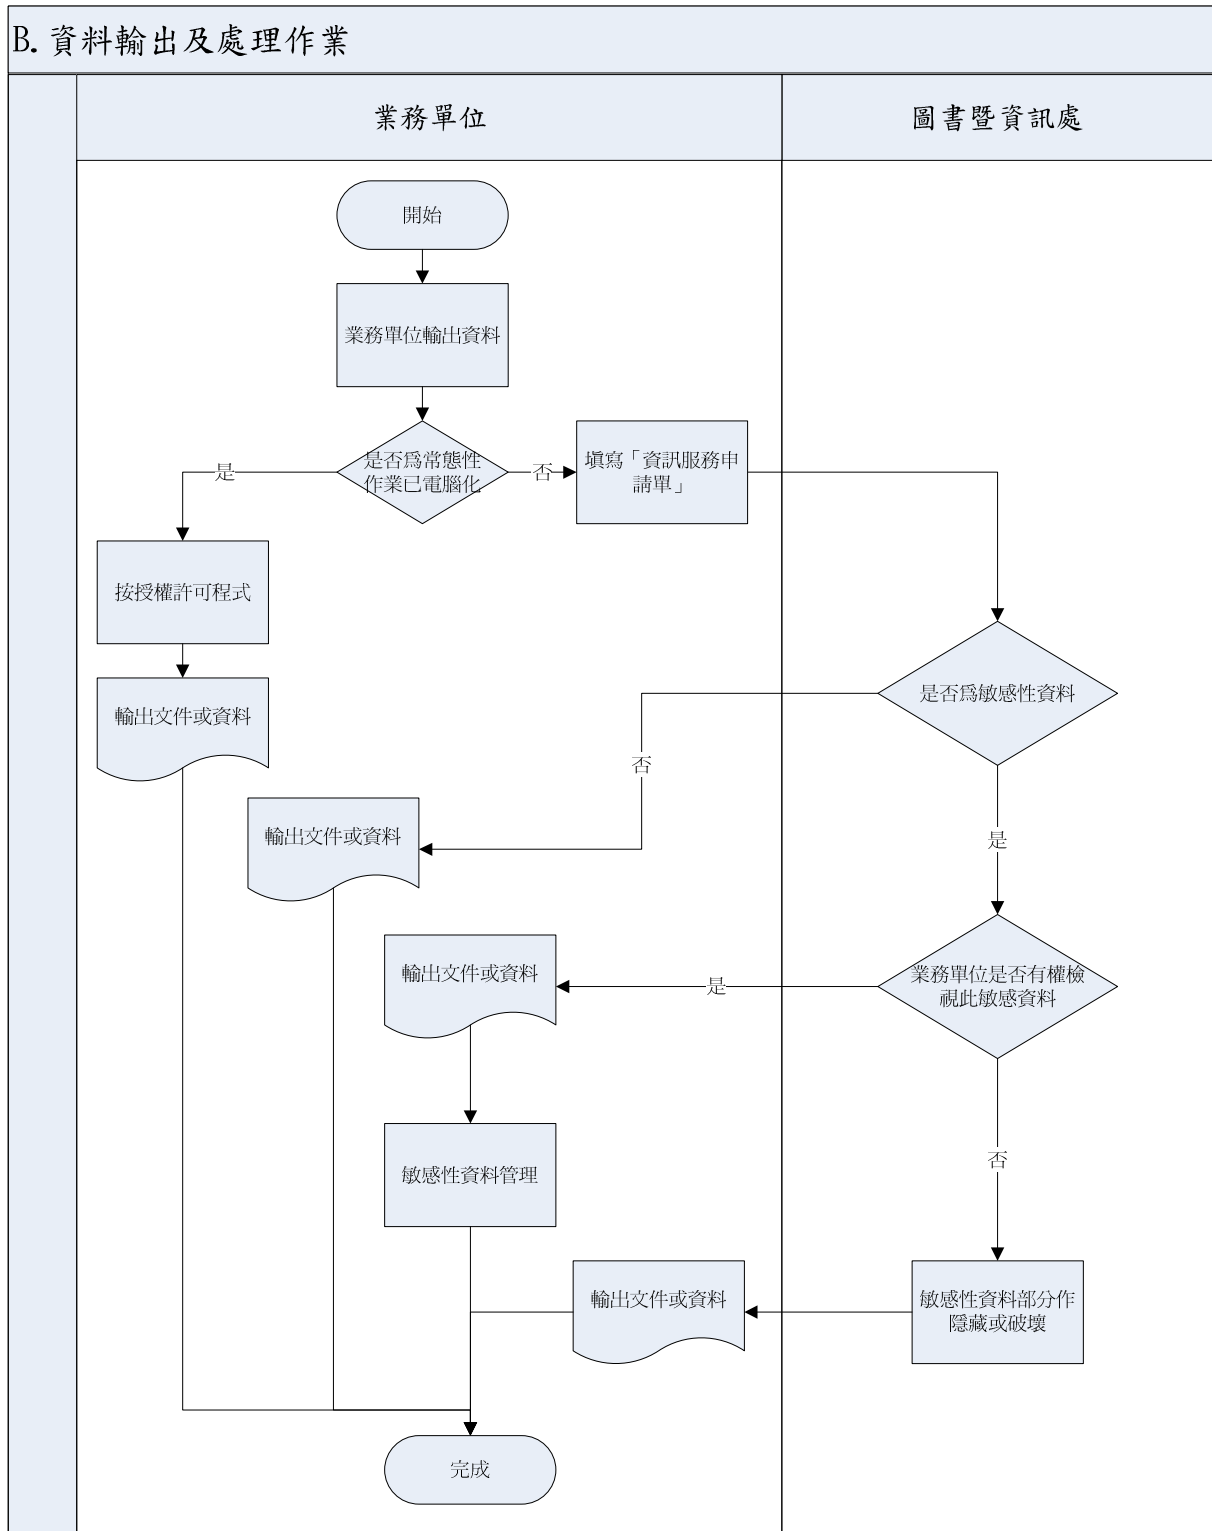 B. 資料輸出及處理作業
業務單位
圖書暨資訊處
開始
業務單位輸出資料
是否爲常態性
作業已電腦化
是
否
填寫「資訊服務申
請單」
按授權許可程式
輸出文件或資料
是否爲敏感性資料
否
是
輸出文件或資料
業務單位是否有權檢
視此敏感資料
是
輸出文件或資料
否
敏感性資料管理
敏感性資料部分作
隱藏或破壞
輸出文件或資料
完成